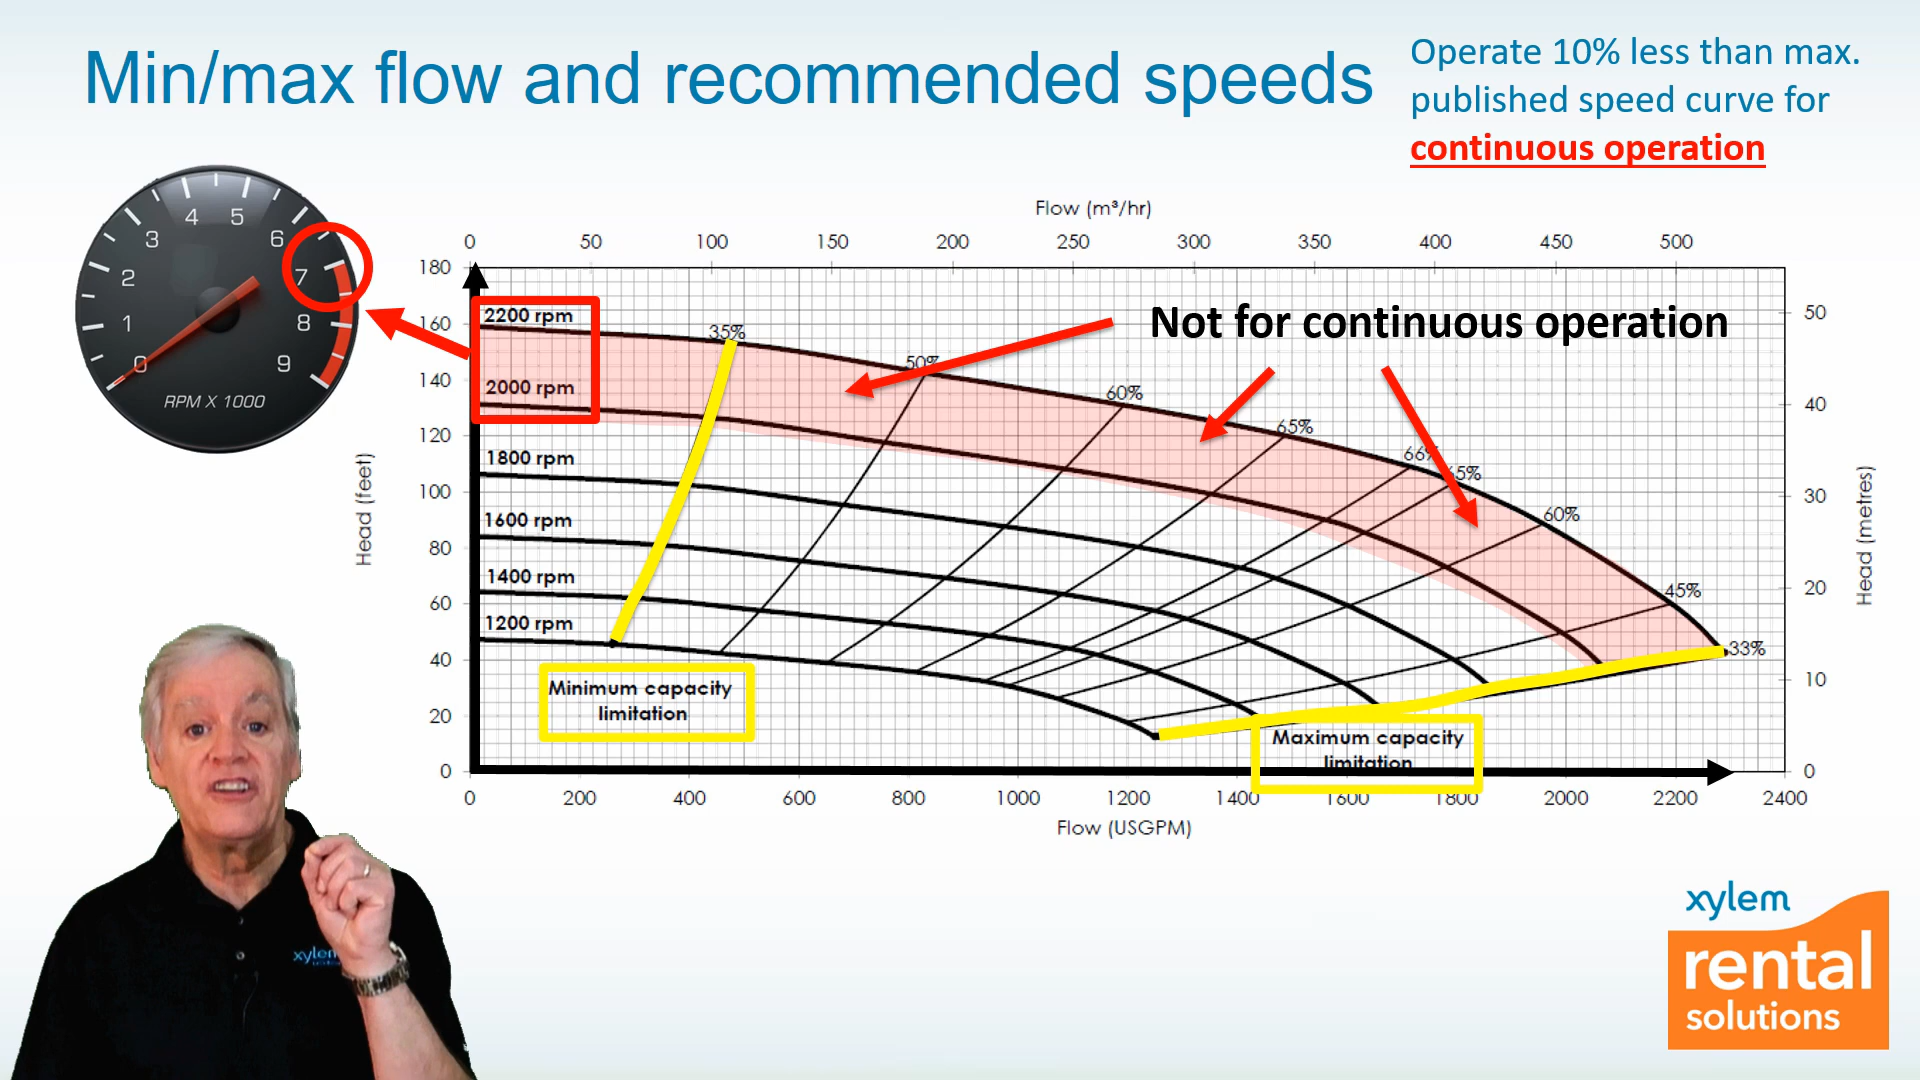 Min/max flow and recommended speeds
Operate 10% less than max.
published speed curve for
continuous operation
0 1 2 3 4 5 6 7 8 9
RPM X 1000
Flow (m³/hr)
0 50 100 150 200 250 300 350 400 450 500
180
160
140
120
100
80
60
40
20
0
Head (feet)
2200 rpm
2000 rpm
1800 rpm
1600 rpm
1400 rpm
1200 rpm
35%
50%
60%
65%
66%
65%
60%
45%
33%
Not for continuous operation
Minimum capacity
limitation
Maximum capacity
limitation
50
40
30
20
10
0
Head (metres)
0 200 400 600 800 1000 1200 1400 1600 1800 2000 2200 2400
Flow (USGPM)
xylem
xylem
rental
solutions